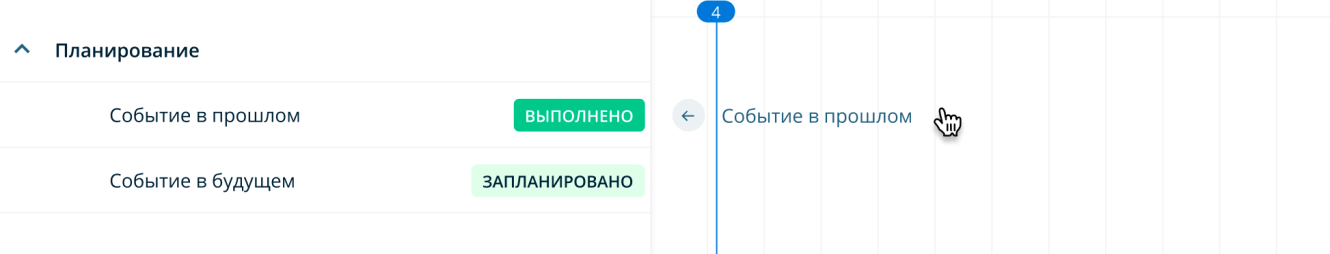 4
Планирование
Событие в прошлом ВЫПОЛНЕНО Событие в прошлом
Событие в будущем ЗАПЛАНИРОВАНО